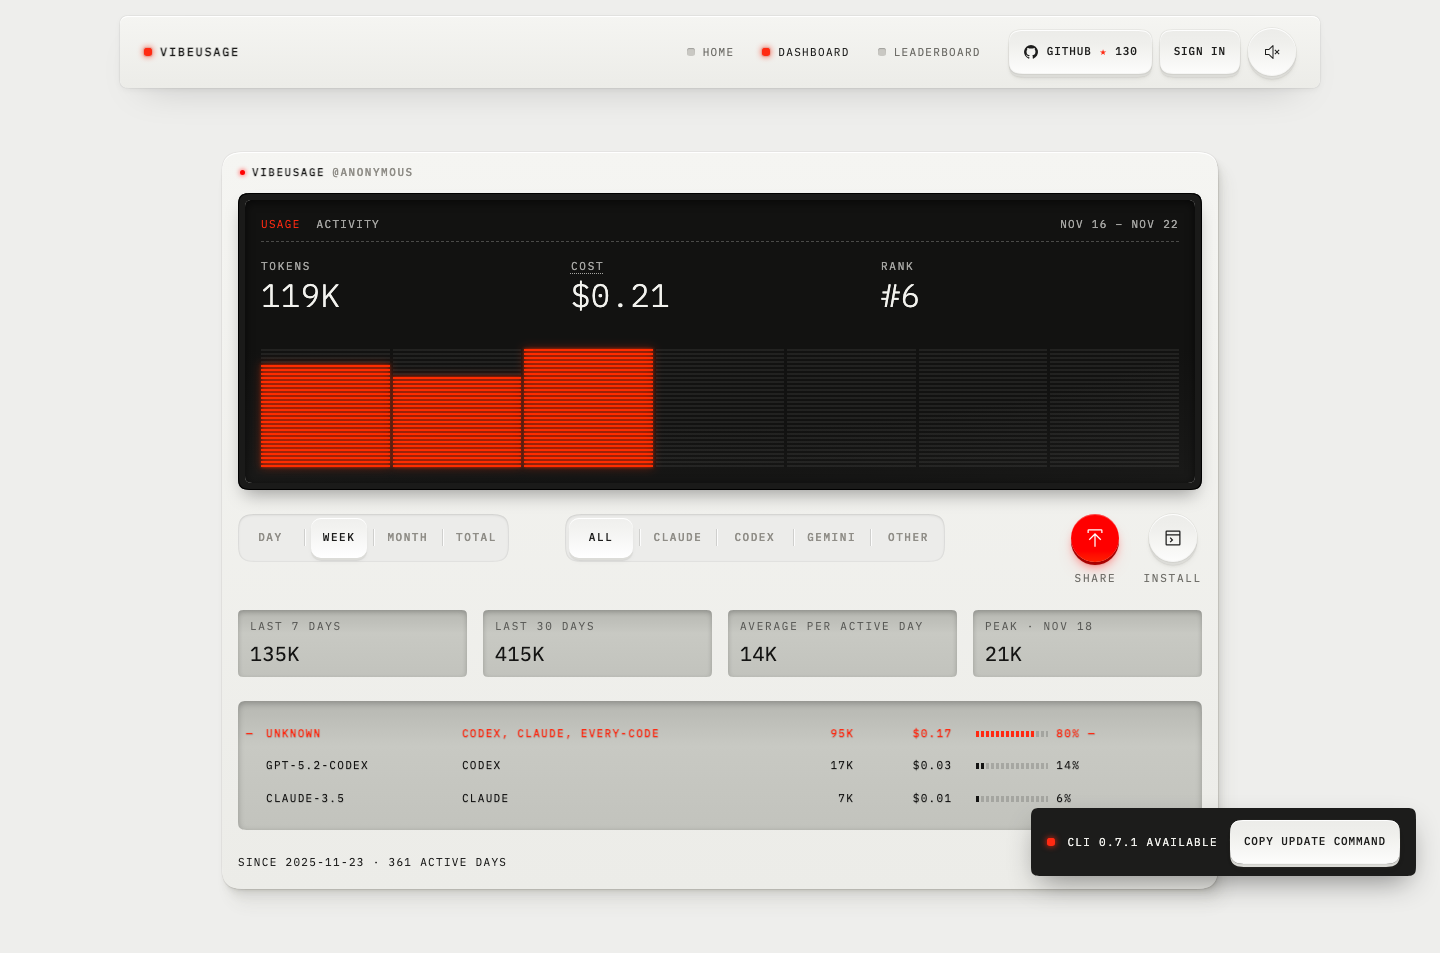 VIBEUSAGE
HOME
DASHBOARD
LEADERBOARD
GITHUB ★ 130
SIGN IN
VIBEUSAGE @ANONYMOUS
USAGE ACTIVITY
NOV 16 – NOV 22
TOKENS
119K
COST
$0.21
RANK
#6
DAY
WEEK
MONTH
TOTAL
ALL
CLAUDE
CODEX
GEMINI
OTHER
SHARE
INSTALL
LAST 7 DAYS
135K
LAST 30 DAYS
415K
AVERAGE PER ACTIVE DAY
14K
PEAK · NOV 18
21K
— UNKNOWN CODEX, CLAUDE, EVERY-CODE 95K $0.17 80% —
GPT-5.2-CODEX CODEX 17K $0.03 14%
CLAUDE-3.5 CLAUDE 7K $0.01 6%
CLI 0.7.1 AVAILABLE
COPY UPDATE COMMAND
SINCE 2025-11-23 · 361 ACTIVE DAYS